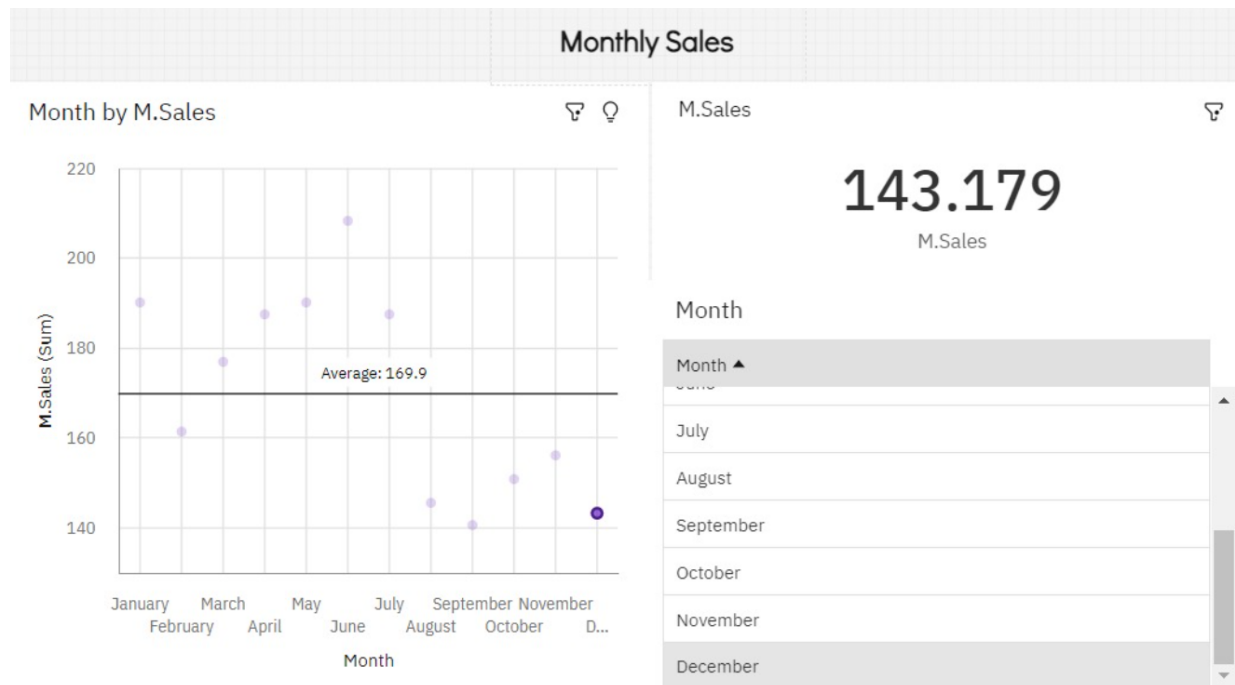 Monthly Sales
Month by M.Sales
220
200
180
160
140
M.Sales (Sum)
Average: 169.9
January March May July September November
February April June August October D...
Month
M.Sales
143.179
M.Sales
Month
Month
July
August
September
October
November
December